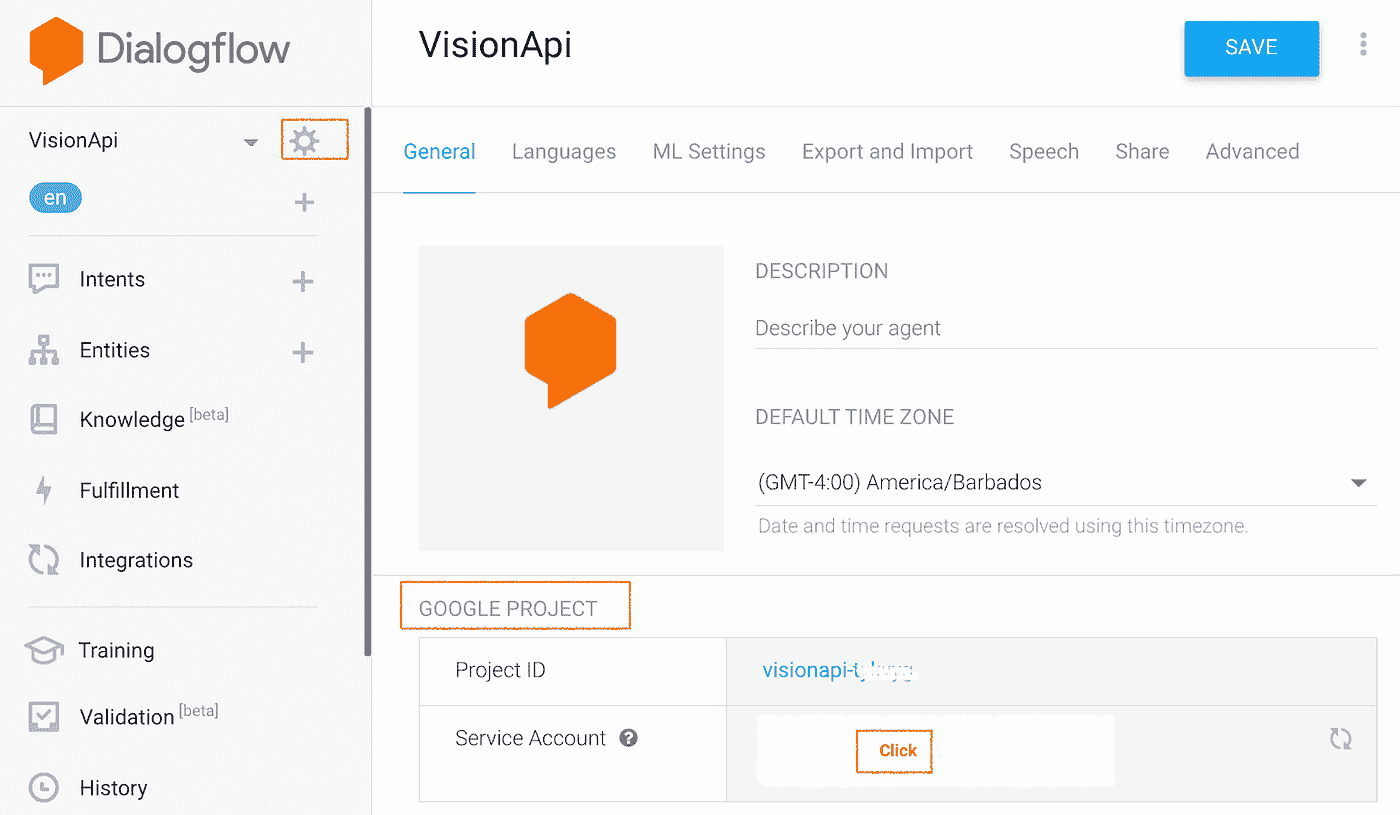 Dialogflow
VisionApi
SAVE
VisionApi
en
General Languages ML Settings Export and Import Speech Share Advanced
Intents
Entities
Knowledge [beta]
Fulfillment
Integrations
Training
Validation [beta]
History
DESCRIPTION
Describe your agent
DEFAULT TIME ZONE
(GMT-4:00) America/Barbados
Date and time requests are resolved using this timezone.
GOOGLE PROJECT
Project ID
Service Account ?
Click